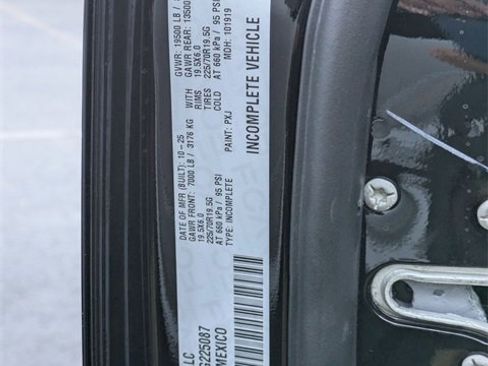 DATE OF MFR (BUILT): 10-25 GVWR: 19500 LB /
GAWR FRONT: 7000 LB / 3176 KG WITH GAWR REAR: 13500
19.5X6.0 RIMS 19.5X6.0
225/70R19.5G TIRES 225/70R19.5G
AT 660 kPa / 95 PSI COLD AT 660 kPa / 95 PSI
TYPE: INCOMPLETE PAINT: PXJ MDH: 101919
INCOMPLETE VEHICLE
LC
G225087
MEXICO